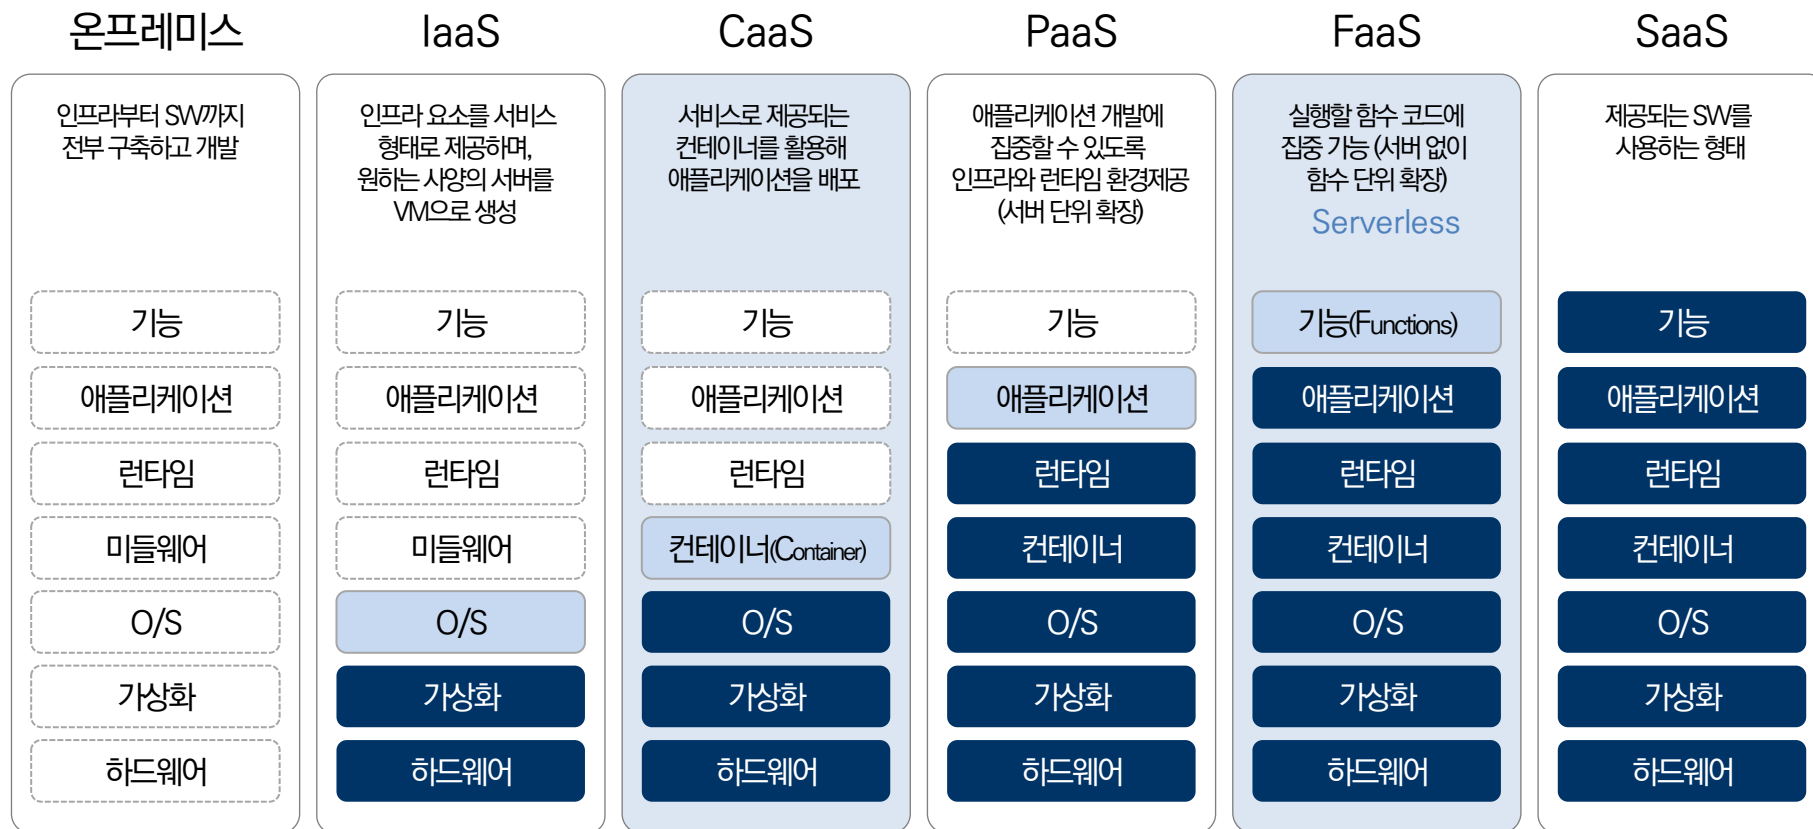 온프레미스
인프라부터 SW까지
전부 구축하고 개발
기능
애플리케이션
런타임
미들웨어
O/S
가상화
하드웨어
IaaS
인프라 요소를 서비스
형태로 제공하며,
원하는 사양의 서버를
VM으로 생성
기능
애플리케이션
런타임
미들웨어
O/S
가상화
하드웨어
CaaS
서비스로 제공되는
컨테이너를 활용해
애플리케이션을 배포
기능
애플리케이션
런타임
컨테이너(Container)
O/S
가상화
하드웨어
PaaS
애플리케이션 개발에
집중할 수 있도록
인프라와 런타임 환경제공
(서버 단위 확장)
기능
애플리케이션
런타임
컨테이너
O/S
가상화
하드웨어
FaaS
실행할 함수 코드에
집중 가능 (서버 없이
함수 단위 확장)
Serverless
기능(Functions)
애플리케이션
런타임
컨테이너
O/S
가상화
하드웨어
SaaS
제공되는 SW를
사용하는 형태
기능
애플리케이션
런타임
컨테이너
O/S
가상화
하드웨어